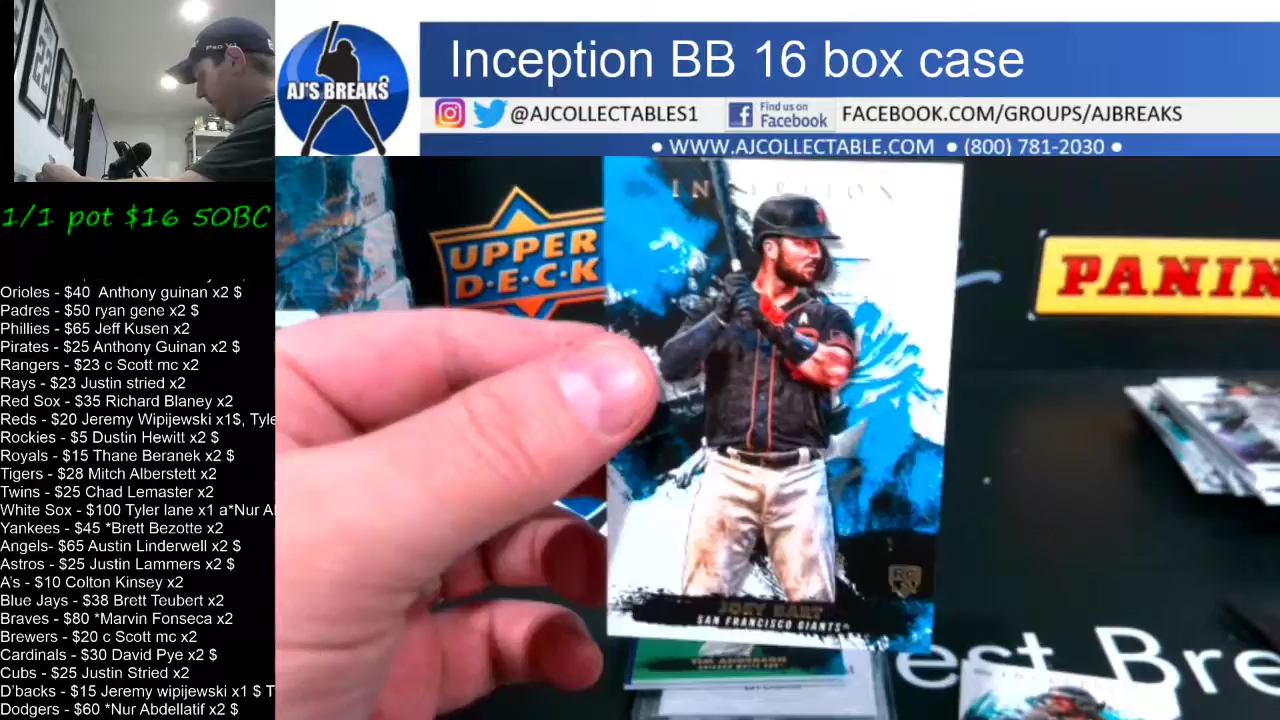 Inception BB 16 box case
AJ'S BREAKS
@AJCOLLECTABLES1
Find us on
Facebook
FACEBOOK.COM/GROUPS/AJBREAKS
• WWW.AJCOLLECTABLE.COM • (800) 781-2030 •
1/1 pot $16 SOBC
Orioles - $40 Anthony guinan x2 $
Padres - $50 ryan gene x2 $
Phillies - $65 Jeff Kusen x2
Pirates - $25 Anthony Guinan x2 $
Rangers - $23 c Scott mc x2
Rays - $23 Justin stried x2
Red Sox - $35 Richard Blaney x2
Reds - $20 Jeremy Wipijewski x1$, Tyle
Rockies - $5 Dustin Hewitt x2 $
Royals - $15 Thane Beranek x2 $
Tigers - $28 Mitch Alberstett x2
Twins - $25 Chad Lemaster x2
White Sox - $100 Tyler lane x1 a*Nur A
Yankees - $45 *Brett Bezotte x2
Angels- $65 Austin Linderwell x2 $
Astros - $25 Justin Lammers x2 $
A's - $10 Colton Kinsey x2
Blue Jays - $38 Brett Teubert x2
Braves - $80 *Marvin Fonseca x2
Brewers - $20 c Scott mc x2
Cardinals - $30 David Pye x2 $
Cubs - $25 Justin Stried x2
D'backs - $15 Jeremy wipijewski x1 $ T
Dodgers - $60 *Nur Abdellatif x2 $
UPPER
D·E·C·K
PANIN
RC
JOEY BART
SAN FRANCISCO GIANTS
TIM ANDERSON
CHICAGO WHITE SOX
est Bre